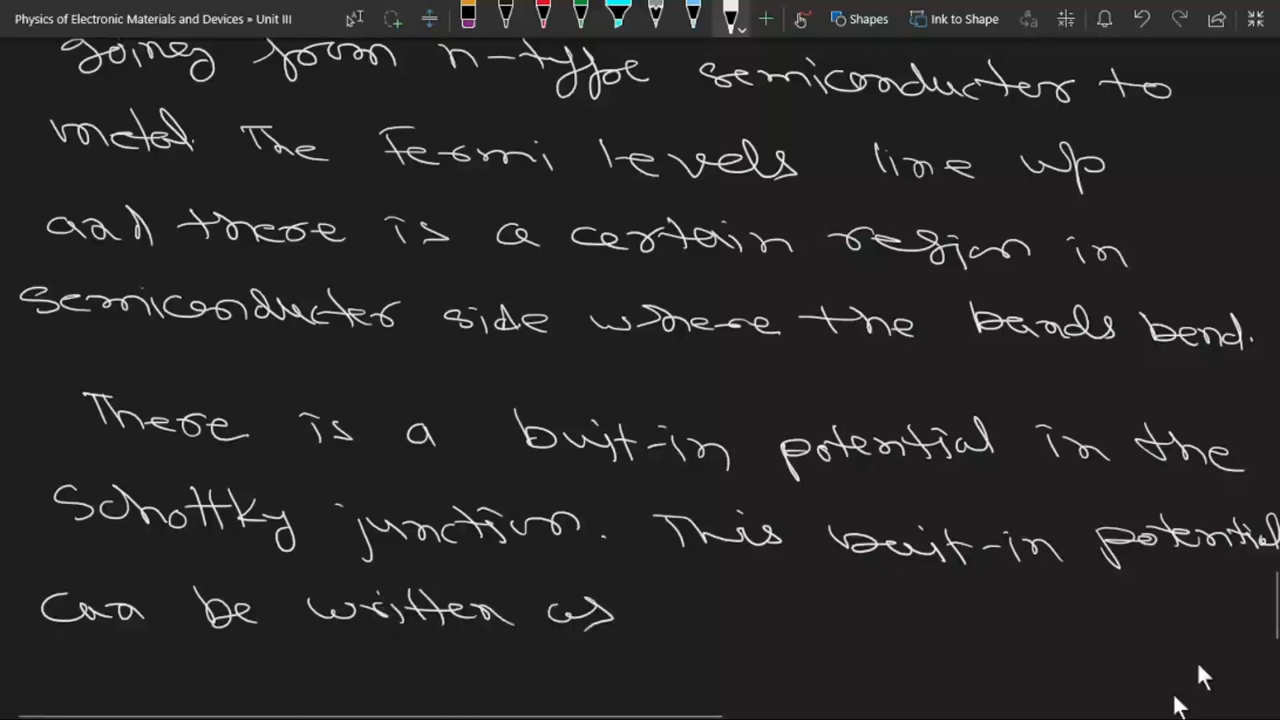 Physics of Electronic Materials and Devices » Unit III
Shapes
Ink to Shape
going from n-type semiconductor to
metal. The Fermi levels line up
and there is a certain region in
semiconductor side where the bands bend.
There is a built-in potential in the
Schottky junction. This built-in potential
can be written as